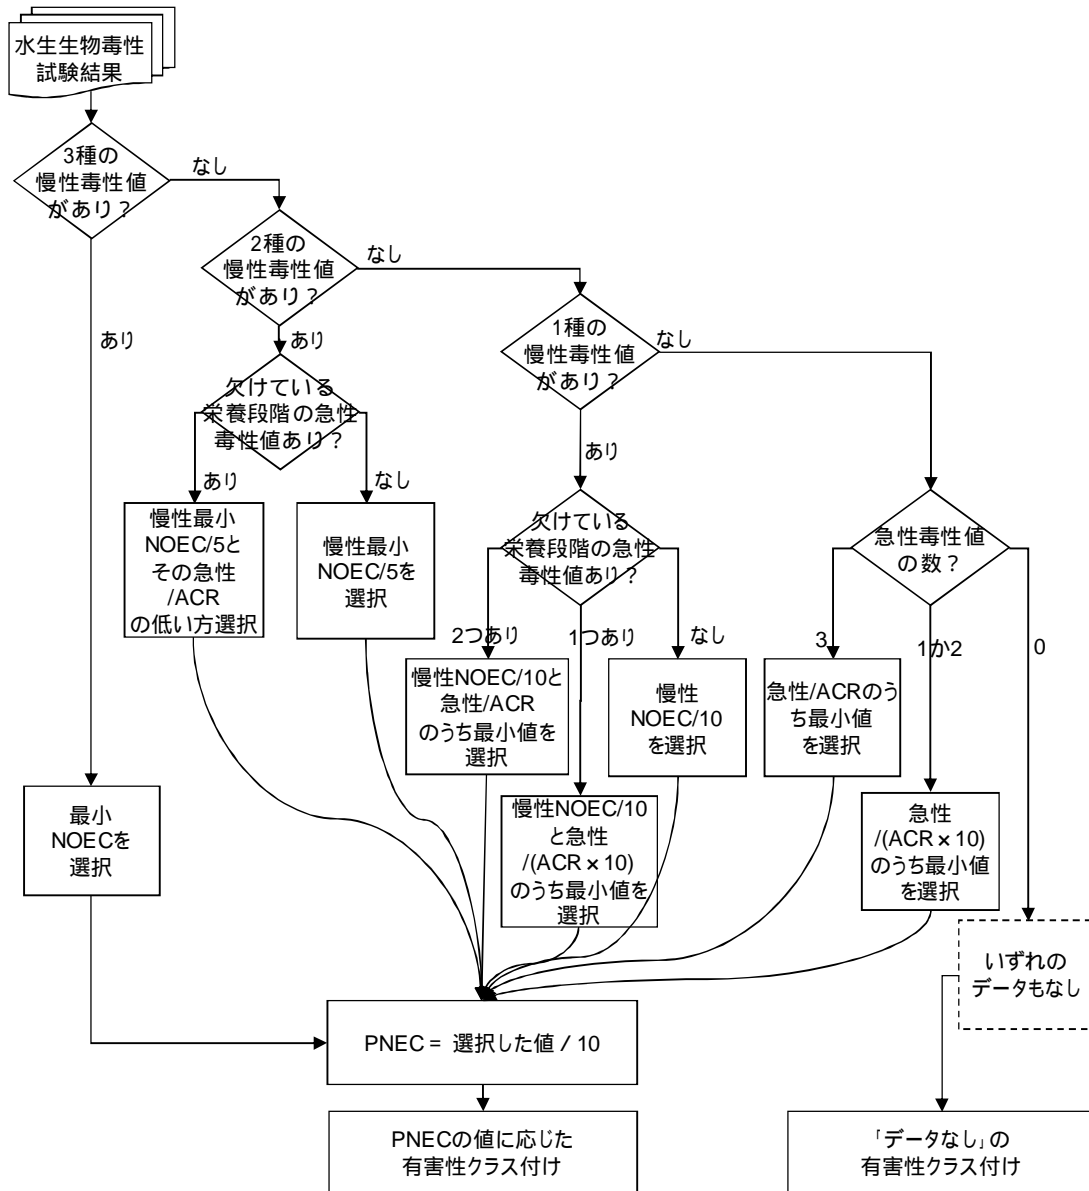 水生生物毒性
試験結果
3種の
慢性毒性値
があり？
なし
2種の
慢性毒性値
があり？
なし
1種の
慢性毒性値
があり？
なし
あり
あり
欠けている
栄養段階の急性
毒性値あり？
あり
なし
あり
慢性最小
NOEC/5と
その急性
/ACR
の低い方選択
慢性最小
NOEC/5を
選択
欠けている
栄養段階の急性
毒性値あり？
急性毒性値
の数？
2つあり
1つあり
なし
3
1か2
0
慢性NOEC/10と
急性/ACR
のうち最小値を
選択
慢性
NOEC/10
を選択
急性/ACRのう
ち最小値
を選択
最小
NOECを
選択
慢性NOEC/10
と急性
/(ACR×10)
のうち最小値を
選択
急性
/(ACR×10)
のうち最小値
を選択
いずれの
データもなし
PNEC = 選択した値 / 10
PNECの値に応じた
有害性クラス付け
「データなし」の
有害性クラス付け